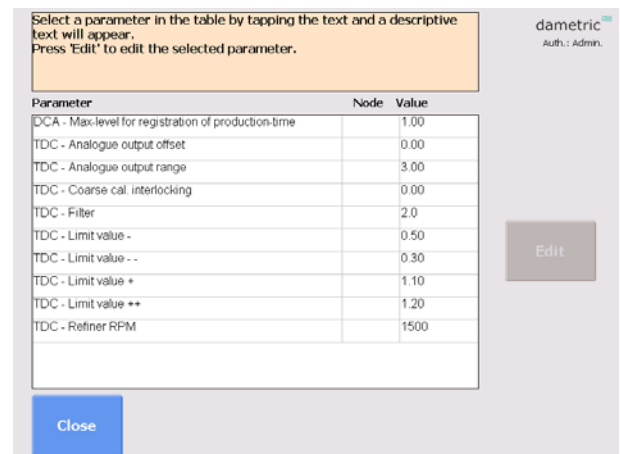 Select a parameter in the table by tapping the text and a descriptive
text will appear.
Press 'Edit' to edit the selected parameter.
dametric
Auth.: Admin.
Parameter Node Value
DCA - Max-level for registration of production-time 1.00
TDC - Analogue output offset 0.00
TDC - Analogue output range 3.00
TDC - Coarse cal. interlocking 0.00
TDC - Filter 2.0
TDC - Limit value - 0.50
TDC - Limit value - - 0.30
TDC - Limit value + 1.10
TDC - Limit value ++ 1.20
TDC - Refiner RPM 1500
Edit
Close